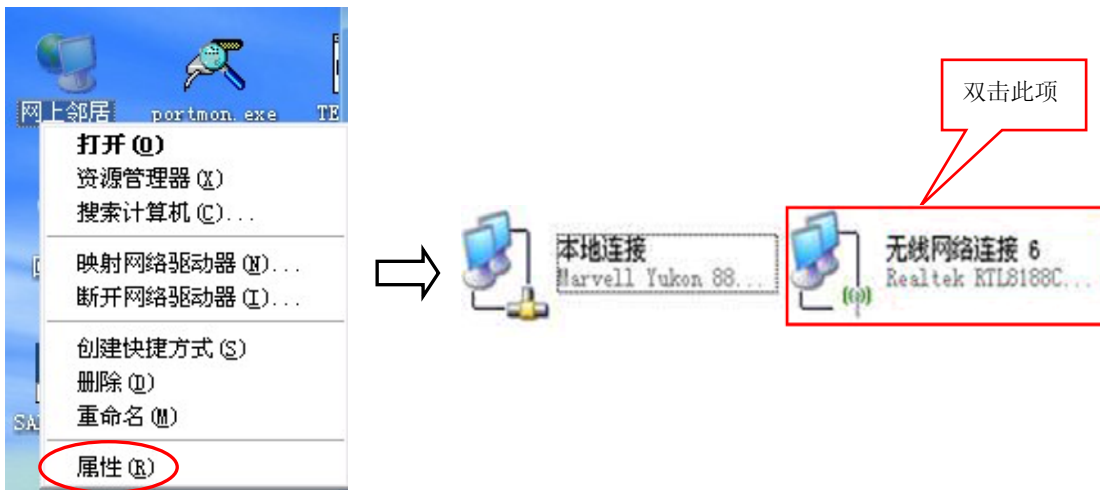 网上邻居
portmon.exe
TE
打开(O)
资源管理器(X)
搜索计算机(C)...
映射网络驱动器(N)...
断开网络驱动器(I)...
创建快捷方式(S)
删除(D)
重命名(M)
SA
属性(R)
双击此项
本地连接
Marvell Yukon 88...
无线网络连接 6
Realtek RTL8188C...